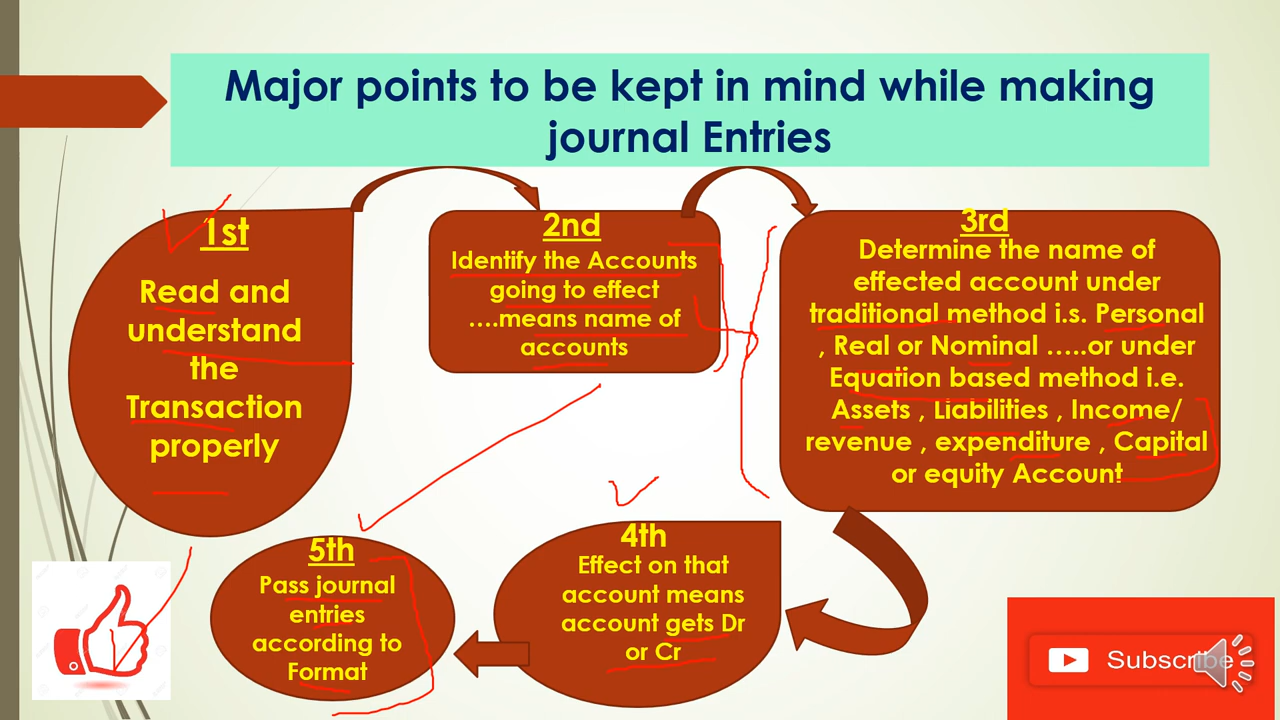 Major points to be kept in mind while making
journal Entries
1st
Read and
understand
the
Transaction
properly
2nd
Identify the Accounts
going to effect
....means name of
accounts
3rd
Determine the name of
effected account under
traditional method i.s. Personal
, Real or Nominal .....or under
Equation based method i.e.
Assets , Liabilities , Income/
revenue , expenditure , Capital
or equity Account
4th
Effect on that
account means
account gets Dr
or Cr
5th
Pass journal
entries
according to
Format
Subscribe